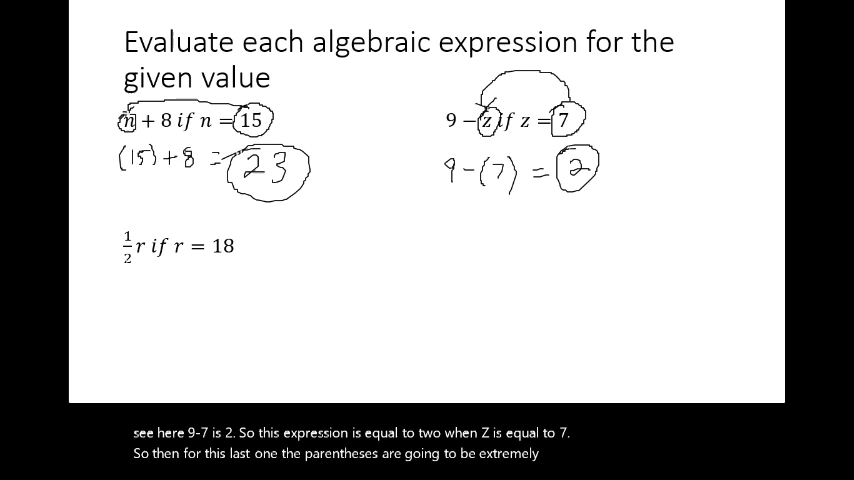 Evaluate each algebraic expression for the
given value
n + 8 if n = 15
(15) + 8 = 23
9 − z if z = 7
9 - (7) = 2
1/2 r if r = 18
see here 9-7 is 2. So this expression is equal to two when Z is equal to 7.
So then for this last one the parentheses are going to be extremely